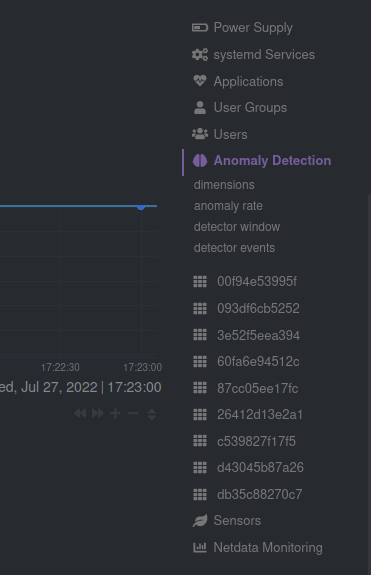 Power Supply
systemd Services
Applications
User Groups
Users
Anomaly Detection
dimensions
anomaly rate
detector window
detector events
00f94e53995f
093df6cb5252
3e52f5eea394
60fa6e94512c
87cc05ee17fc
26412d13e2a1
c539827f17f5
d43045b87a26
db35c88270c7
Sensors
Netdata Monitoring
17:22:30 17:23:00
ed, Jul 27, 2022 | 17:23:00